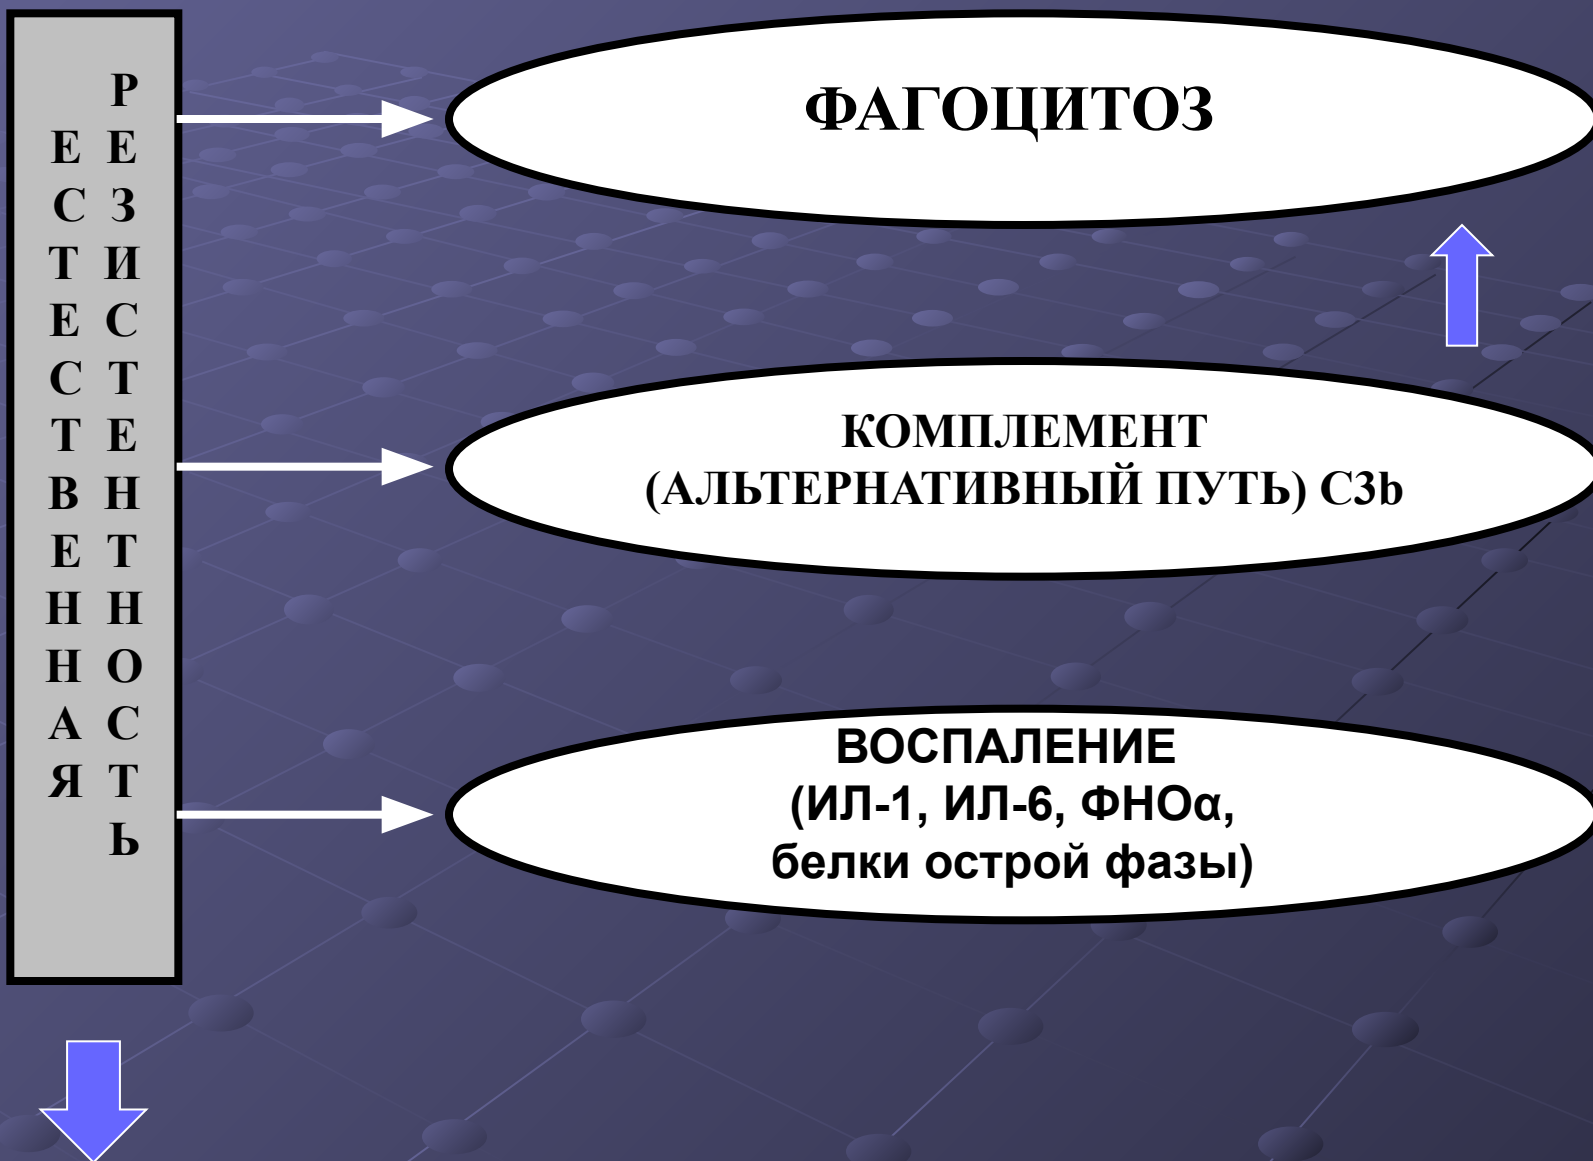 ЕСТЕСТВЕННАЯ
РЕЗИСТЕНТНОСТЬ
ФАГОЦИТОЗ
КОМПЛЕМЕНТ
(АЛЬТЕРНАТИВНЫЙ ПУТЬ) С3b
ВОСПАЛЕНИЕ
(ИЛ-1, ИЛ-6, ФНОα,
белки острой фазы)